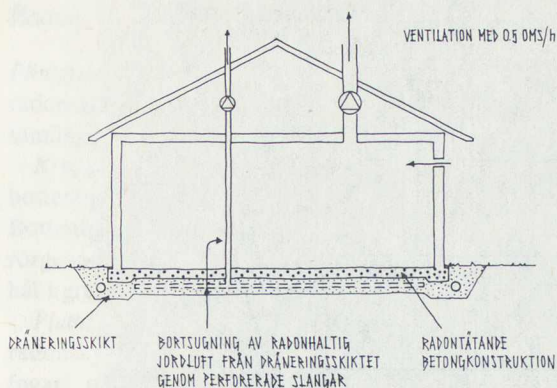 VENTILATION MED 0.5 OMS/h
DRÄNERINGSSKIKT
BORTSUGNING AV RADONHALTIG
JORDLUFT FRÅN DRÄNERINGSSKIKTET
GENOM PERFORERADE SLANGAR
RADONTÄTANDE
BETONGKONSTRUKTION